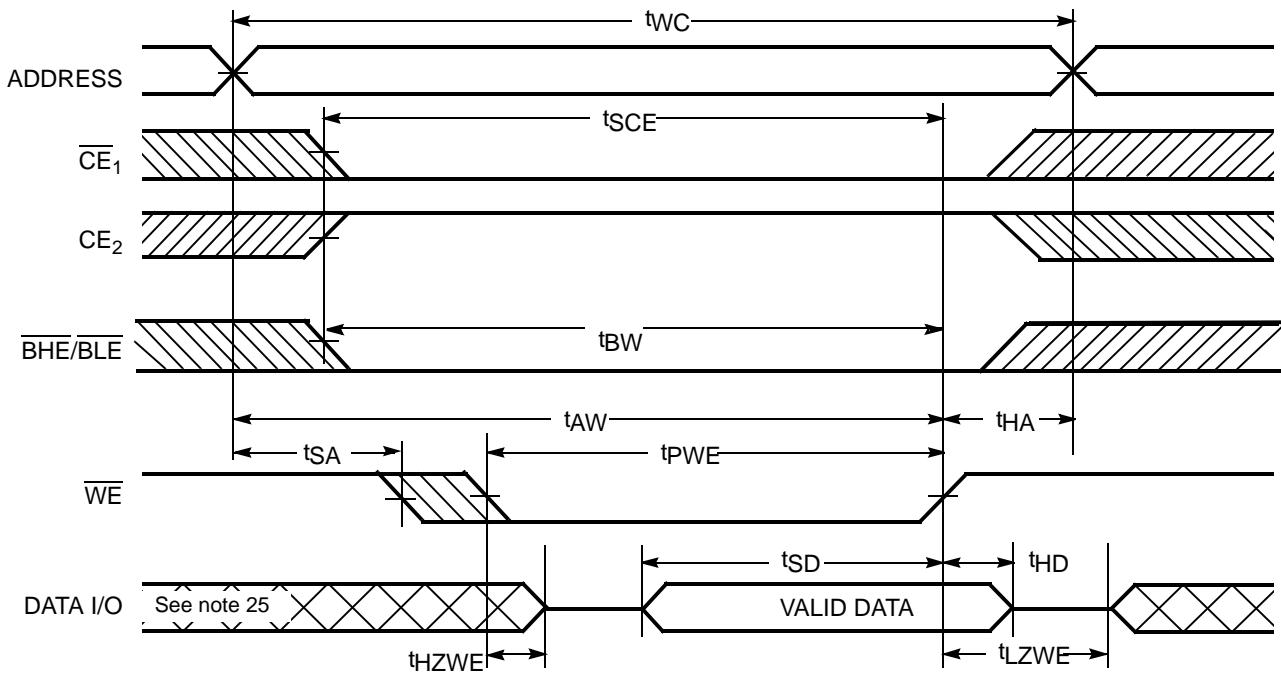 tWC
ADDRESS
tSCE
CE1
CE2
BHE/BLE
tBW
tAW
tHA
tSA
tPWE
WE
tSD
tHD
DATA I/O
See note 25
VALID DATA
tHZWE
tLZWE